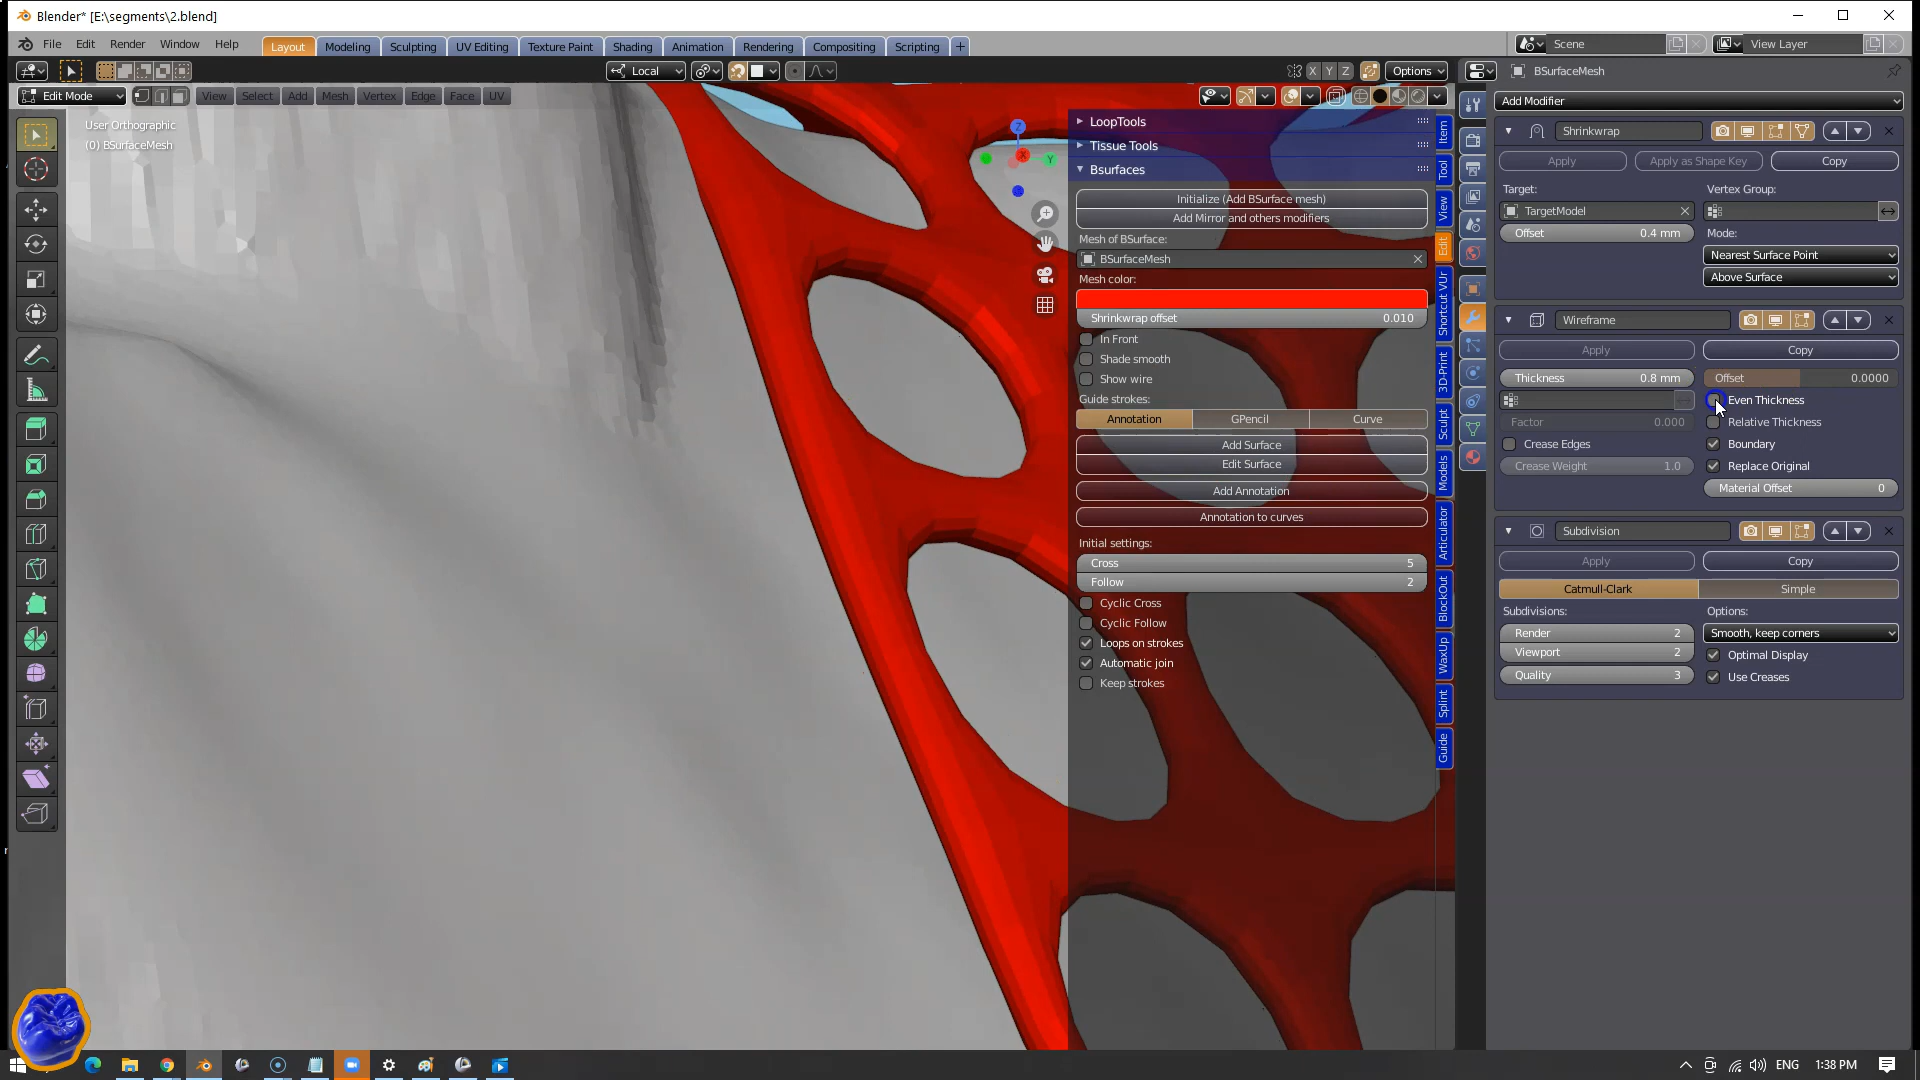 Blender* [E:\segments\2.blend]
File Edit Render Window Help Layout Modeling Sculpting UV Editing Texture Paint Shading Animation Rendering Compositing Scripting + Scene View Layer
Local X Y Z Options BSurfaceMesh
Edit Mode View Select Add Mesh Vertex Edge Face UV
User Orthographic
(0) BSurfaceMesh
Z
X
Y
LoopTools
Tissue Tools
Bsurfaces
Initialize (Add BSurface mesh)
Add Mirror and others modifiers
Mesh of BSurface:
BSurfaceMesh
Mesh color:
Shrinkwrap offset 0.010
In Front
Shade smooth
Show wire
Guide strokes:
Annotation GPencil Curve
Add Surface
Edit Surface
Add Annotation
Annotation to curves
Initial settings:
Cross 5
Follow 2
Cyclic Cross
Cyclic Follow
Loops on strokes
Automatic join
Keep strokes
Item
Tool
View
Edit
Shortcut VUr
3D-Print
Sculpt
Models
Articulator
BlockOut
WaxUp
Splint
Guide
Add Modifier
Shrinkwrap
Apply Apply as Shape Key Copy
Target: Vertex Group:
TargetModel
Offset 0.4 mm Mode:
Nearest Surface Point
Above Surface
Wireframe
Apply Copy
Thickness 0.8 mm Offset 0.0000
Even Thickness
Factor 0.000 Relative Thickness
Crease Edges Boundary
Crease Weight 1.0 Replace Original
Material Offset 0
Subdivision
Apply Copy
Catmull-Clark Simple
Subdivisions: Options:
Render 2 Smooth, keep corners
Viewport 2 Optimal Display
Quality 3 Use Creases
ENG 1:38 PM